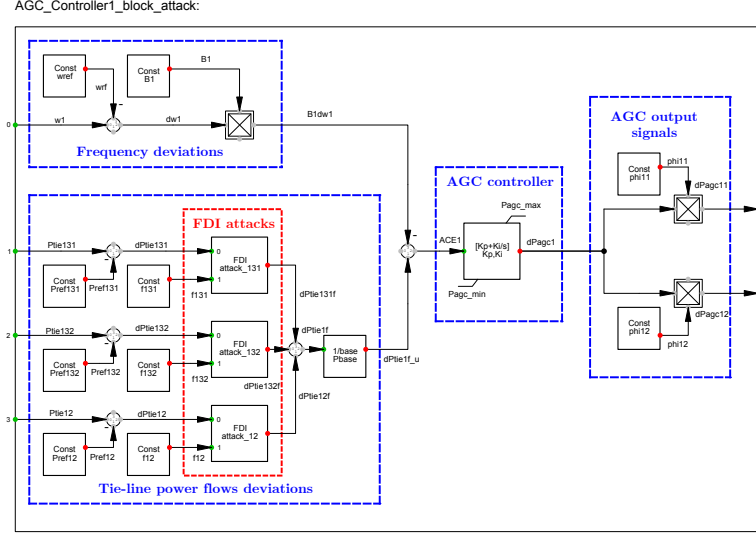 AGC_Controller1_block_attack:
Const
wref
wrf
-
Const
B1
B1
0
w1
dw1
B1dw1
Frequency deviations
FDI attacks
1
Ptie131
dPtie131
-
Const
Pref131
Pref131
Const
f131
f131
0
1
FDI
attack_131
dPtie131f
2
Ptie132
dPtie132
-
Const
Pref132
Pref132
Const
f132
f132
0
1
FDI
attack_132
dPtie132f
3
Ptie12
dPtie12
-
Const
Pref12
Pref12
Const
f12
f12
0
1
FDI
attack_12
dPtie12f
dPtie1f
1/base
Pbase
dPtie1f_u
Tie-line power flows deviations
-
ACE1
AGC controller
Pagc_max
[Kp+Ki/s]
Kp,Ki
Pagc_min
dPagc1
AGC output
signals
Const
phi11
phi11
dPagc11
Const
phi12
phi12
dPagc12